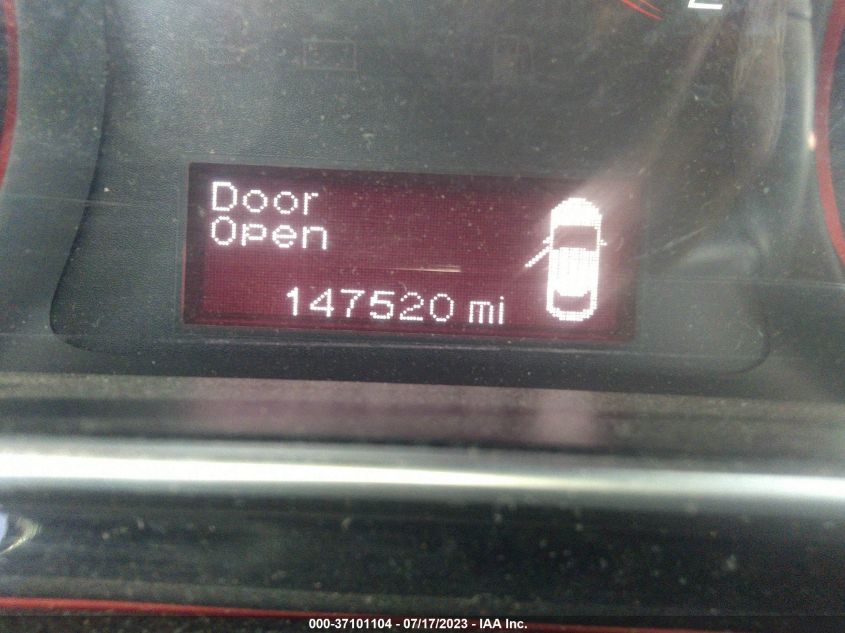 Door
Open
147520 mi
000-37101104 - 07/17/2023 - IAA Inc.